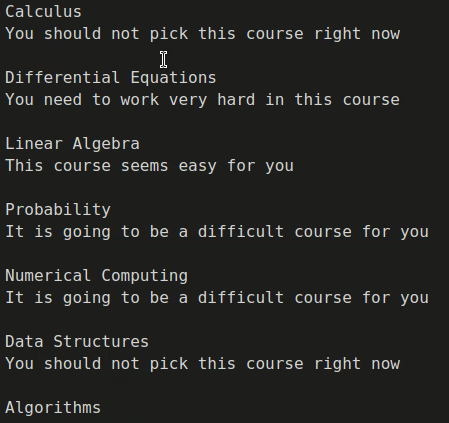 Calculus
You should not pick this course right now
Differential Equations
You need to work very hard in this course
Linear Algebra
This course seems easy for you
Probability
It is going to be a difficult course for you
Numerical Computing
It is going to be a difficult course for you
Data Structures
You should not pick this course right now
Algorithms